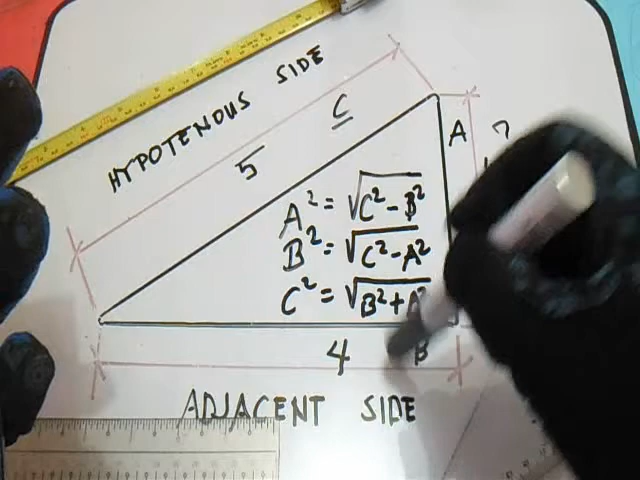 HYPOTENOUS SIDE
C
5
A
A² = √C² - B²
B² = √C² - A²
C² = √B² + A²
4
B
ADJACENT SIDE